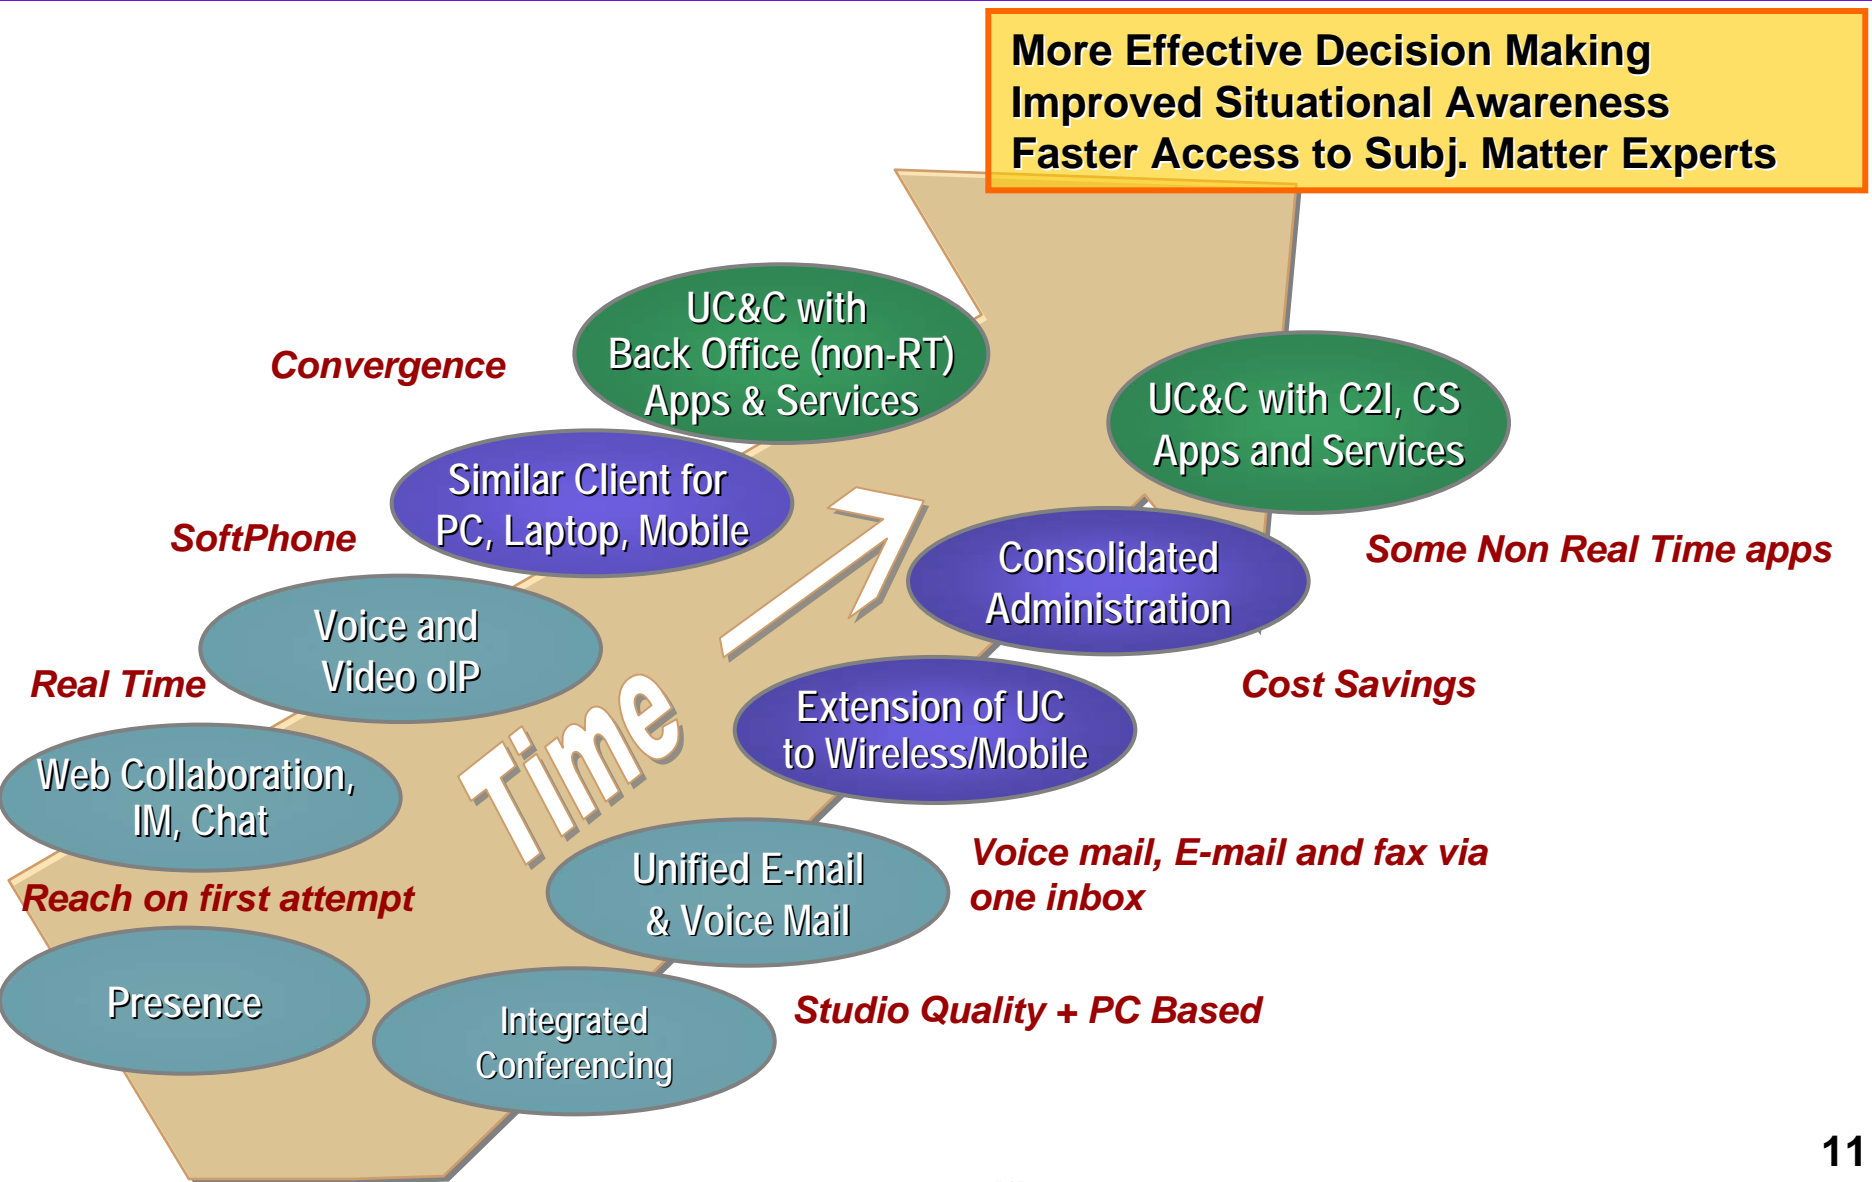 More Effective Decision Making
Improved Situational Awareness
Faster Access to Subj. Matter Experts
UC&C with
Back Office (non-RT)
Apps & Services
Convergence
UC&C with C2I, CS
Apps and Services
Similar Client for
PC, Laptop, Mobile
SoftPhone
Consolidated
Administration
Some Non Real Time apps
Voice and
Video oIP
Real Time
Time
Extension of UC
to Wireless/Mobile
Cost Savings
Web Collaboration,
IM, Chat
Reach on first attempt
Unified E-mail
& Voice Mail
Voice mail, E-mail and fax via
one inbox
Presence
Integrated
Conferencing
Studio Quality + PC Based
11